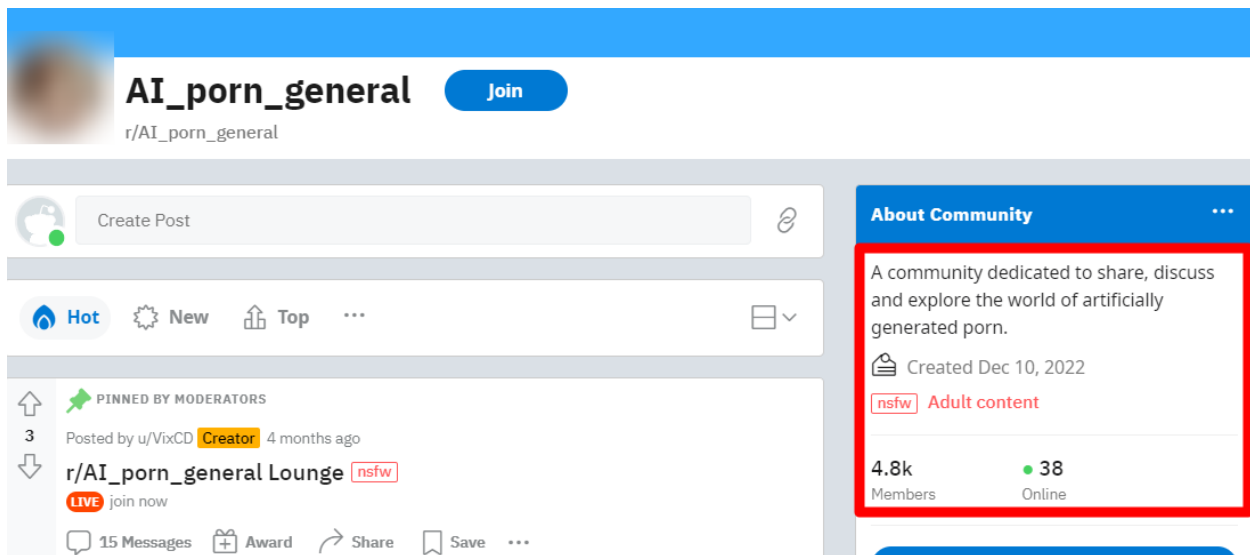 AI_porn_general
Join
r/AI_porn_general
Create Post
Hot New Top ...
PINNED BY MODERATORS
3
Posted by u/VixCD Creator 4 months ago
r/AI_porn_general Lounge nsfw
LIVE join now
15 Messages Award Share Save ...
About Community ...
A community dedicated to share, discuss
and explore the world of artificially
generated porn.
Created Dec 10, 2022
nsfw Adult content
4.8k 38
Members Online